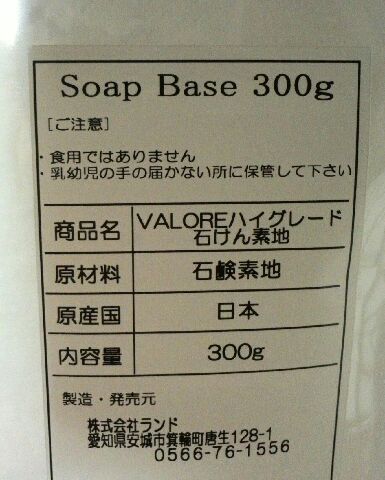 Soap Base 300g
[ご注意]
・食用ではありません
・乳幼児の手の届かない所に保管して下さい
商品名 VALOREハイグレード
石けん素地
原材料 石鹸素地
原産国 日本
内容量 300g
製造・発売元
株式会社ランド
愛知県安城市箕輪町唐生128-1
0566-76-1556